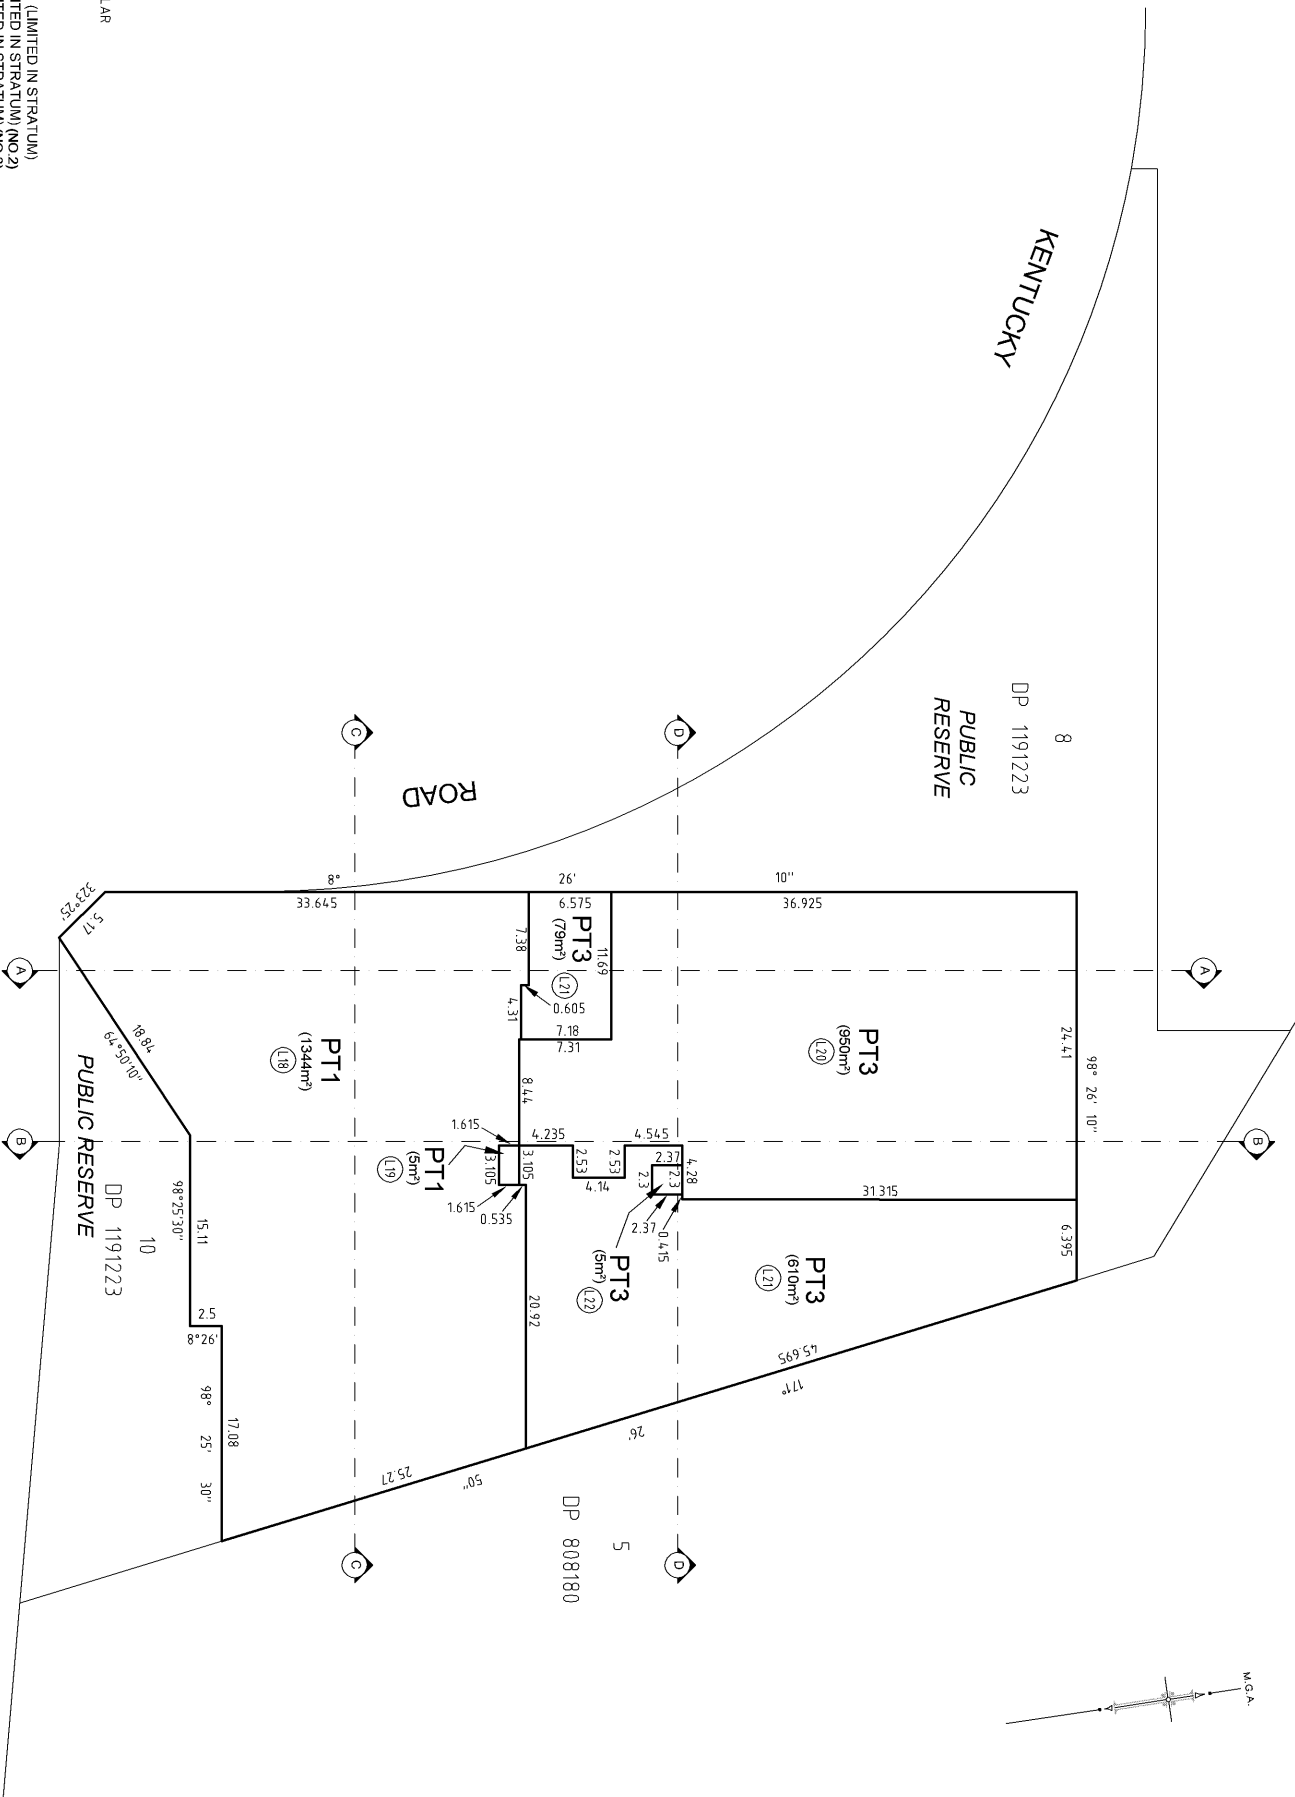 M.G.A.
KENTUCKY
ROAD
8
DP 1191223
PUBLIC
RESERVE
98° 26' 10"
24.41
6.395
8°
26'
10"
33.645
6.575
36.925
PT3
(950m²)
L20
31.315
PT3
(610m²)
L21
PT3
(79m²)
L21
11.69
7.38
0.605
4.31
7.18
7.31
8.44
4.235
4.545
2.53
2.53
4.14
4.28
2.37
2.3
2.3
2.37
0.415
PT3
(5m²)
L22
1.615
3.105
3.105
1.615
0.535
PT1
(5m²)
L19
20.92
PT1
(1344m²)
L18
45.695
171°
26'
50"
25.27
5
DP 808180
323°25'
5.17
18.84
64°50'10"
15.11
98°25'30"
2.5
8°26'
17.08
98° 25' 30"
10
DP 1191223
PUBLIC RESERVE
A
A
B
B
C
C
D
D
LAR
(LIMITED IN STRATUM)
ITED IN STRATUM) (NO.2)